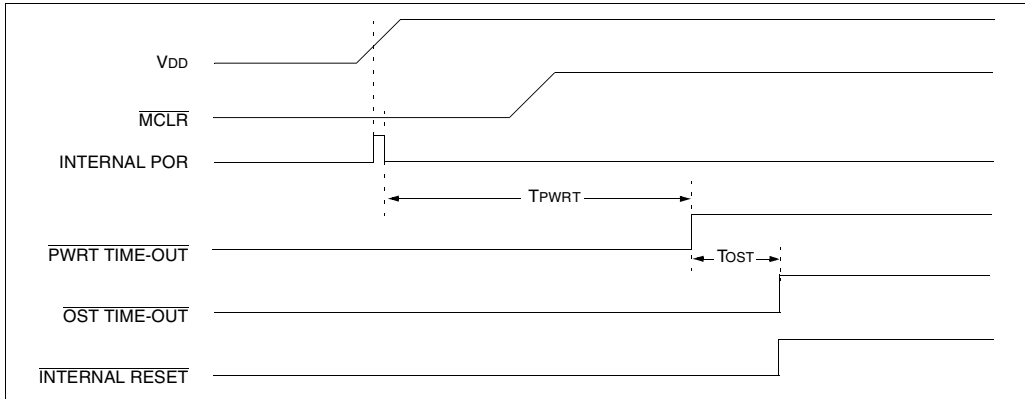 VDD
MCLR
INTERNAL POR
TPWRT
PWRT TIME-OUT
TOST
OST TIME-OUT
INTERNAL RESET